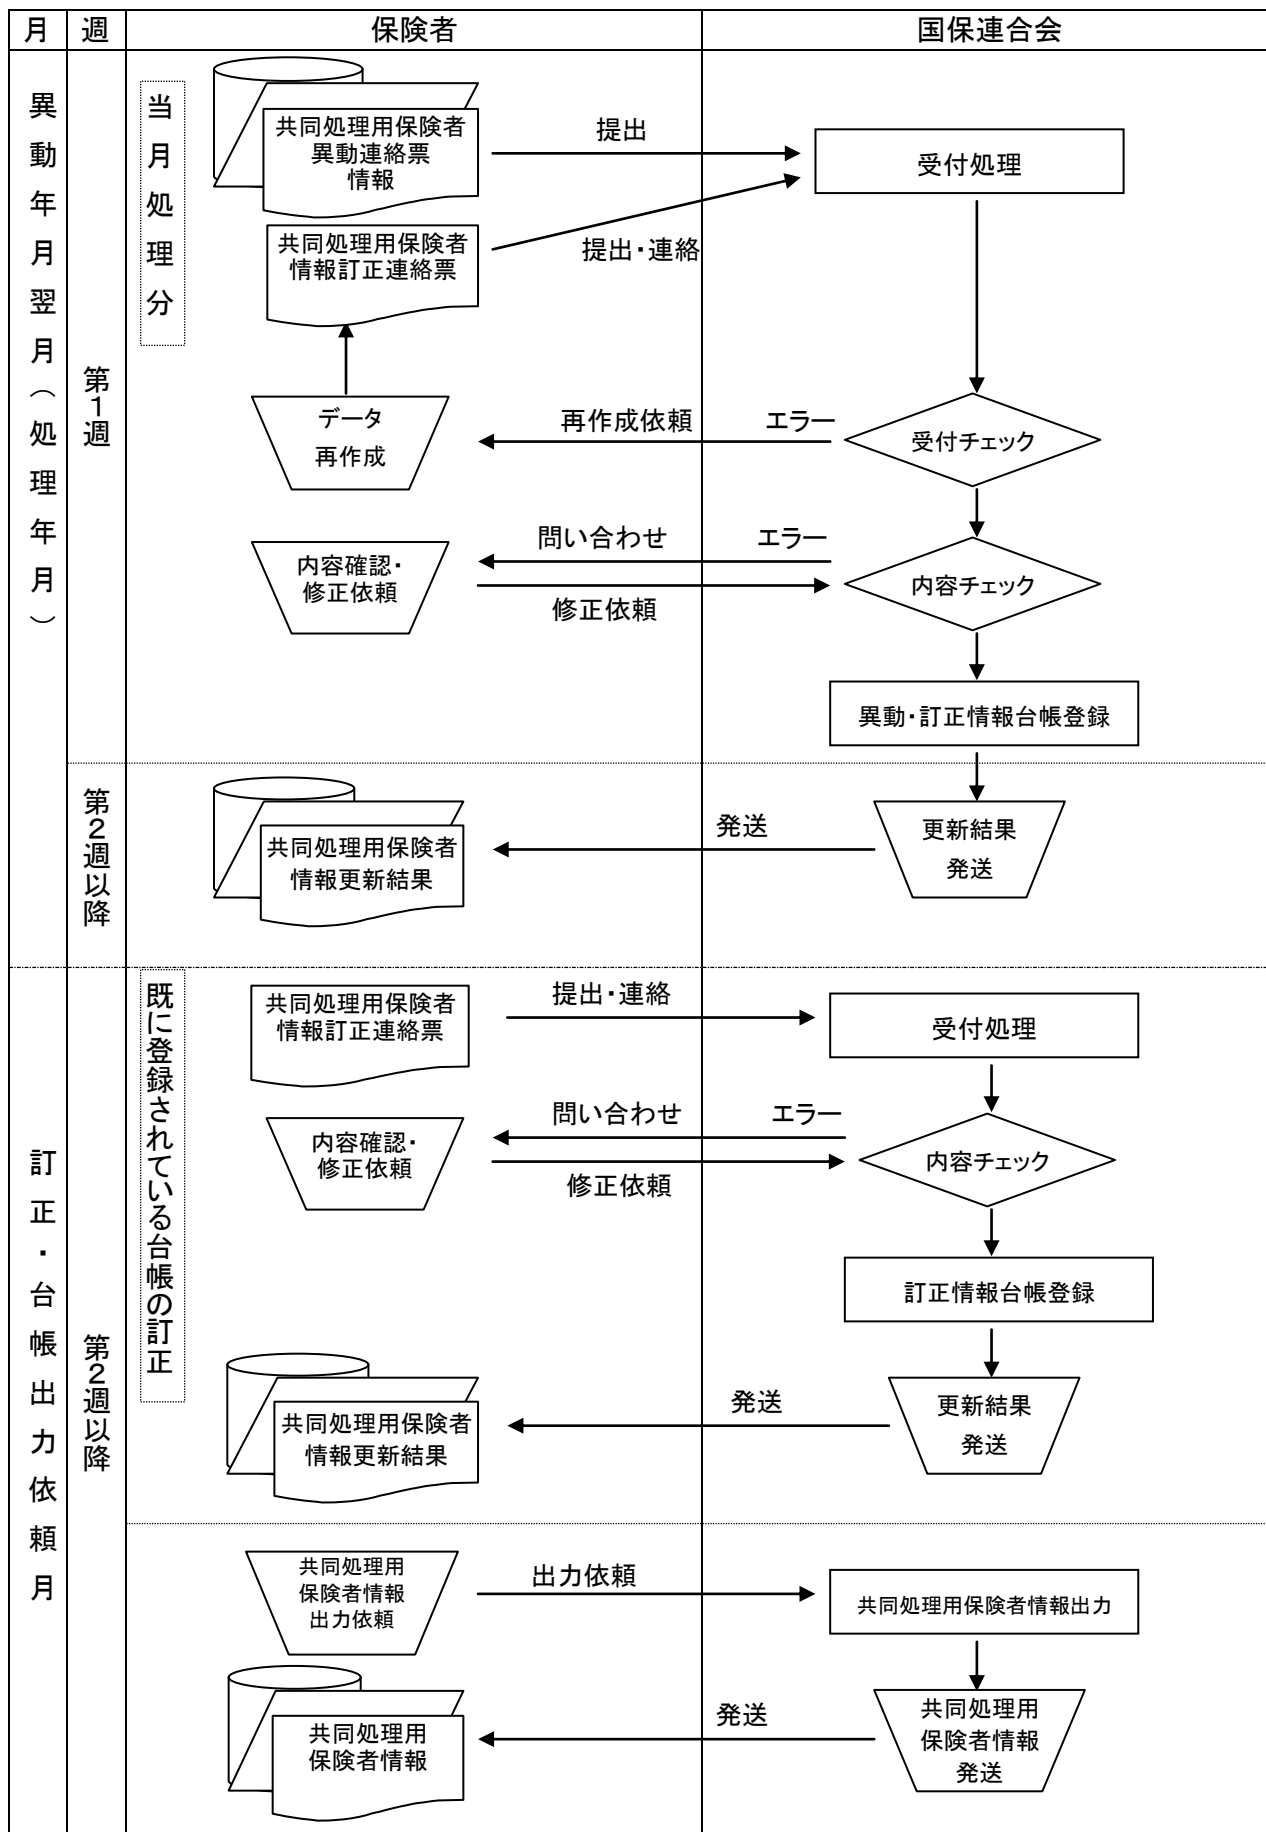 月
週
保険者
国保連合会
異動年月翌月（処理年月）
第1週
当月処理分
共同処理用保険者
異動連絡票
情報
提出
受付処理
共同処理用保険者
情報訂正連絡票
提出・連絡
データ
再作成
再作成依頼
エラー
受付チェック
内容確認・
修正依頼
問い合わせ
エラー
修正依頼
内容チェック
異動・訂正情報台帳登録
第2週以降
共同処理用保険者
情報更新結果
発送
更新結果
発送
訂正・台帳出力依頼月
第2週以降
既に登録されている台帳の訂正
共同処理用保険者
情報訂正連絡票
提出・連絡
受付処理
内容確認・
修正依頼
問い合わせ
エラー
修正依頼
内容チェック
訂正情報台帳登録
共同処理用保険者
情報更新結果
発送
更新結果
発送
共同処理用
保険者情報
出力依頼
出力依頼
共同処理用保険者情報出力
共同処理用
保険者情報
発送
共同処理用
保険者情報
発送